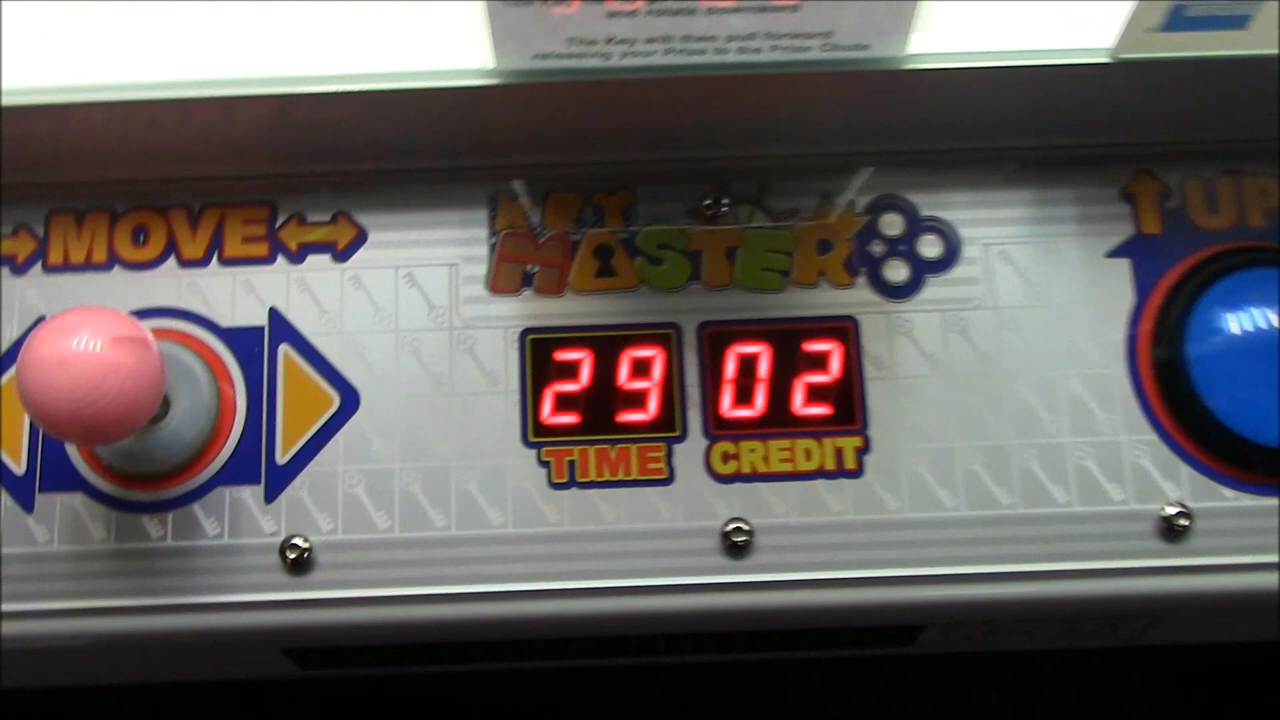 The Key will then pull forward
releasing your Prize to the Prize Chute
MOVE
KEY
MASTER
UP
29 02
TIME CREDIT